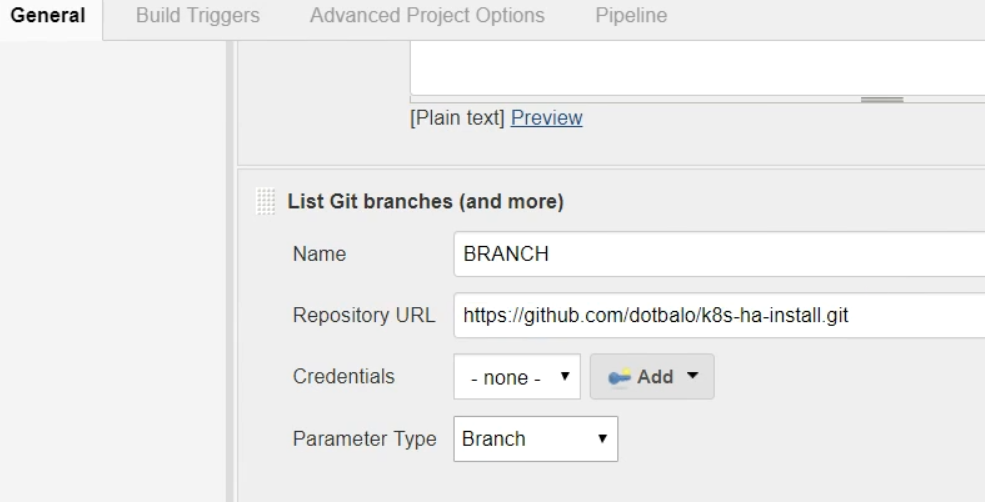 General Build Triggers Advanced Project Options Pipeline
[Plain text] Preview
List Git branches (and more)
Name BRANCH
Repository URL https://github.com/dotbalo/k8s-ha-install.git
Credentials - none - Add
Parameter Type Branch